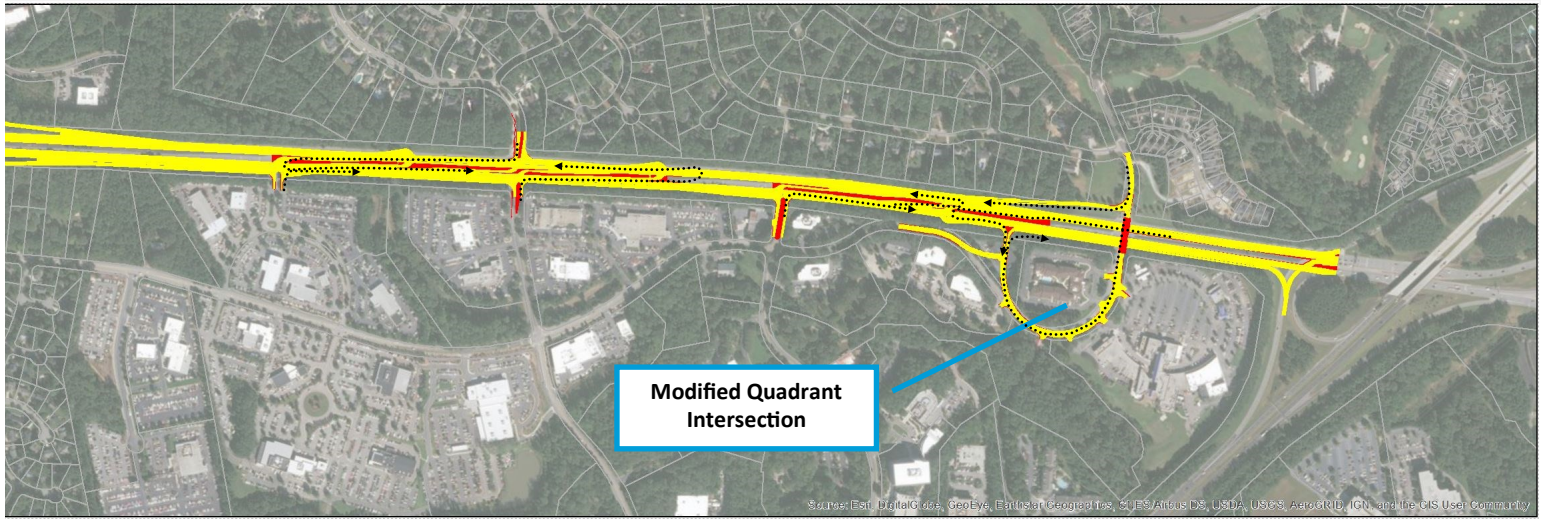 Modified Quadrant
Intersection
Source: Esri, DigitalGlobe, GeoEye, Earthstar Geographics, CNES/Airbus DS, USDA, USGS, AeroGRID, IGN, and the GIS User Community